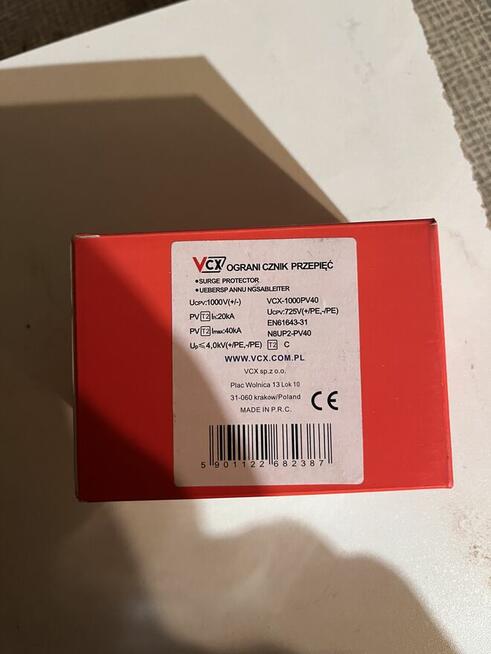 VCX OGRANI CZNIK PRZEPIĘĆ
•SURGE PROTECTOR
•UEBERSP ANNU NGSABLEITER
UCPV:1000V(+/-) VCX-1000PV40
PV T2 In:20kA UCPV:725V(+/PE,-/PE)
PV T2 Imax:40kA EN61643-31
N8UP2-PV40
UP≤4,0kV(+/PE,-/PE) T2 C
WWW.VCX.COM.PL
VCX sp.z o.o.
Plac Wolnica 13 Lok 10
31-060 kraków/Poland
MADE IN P.R.C.
CE
5 901122 682387